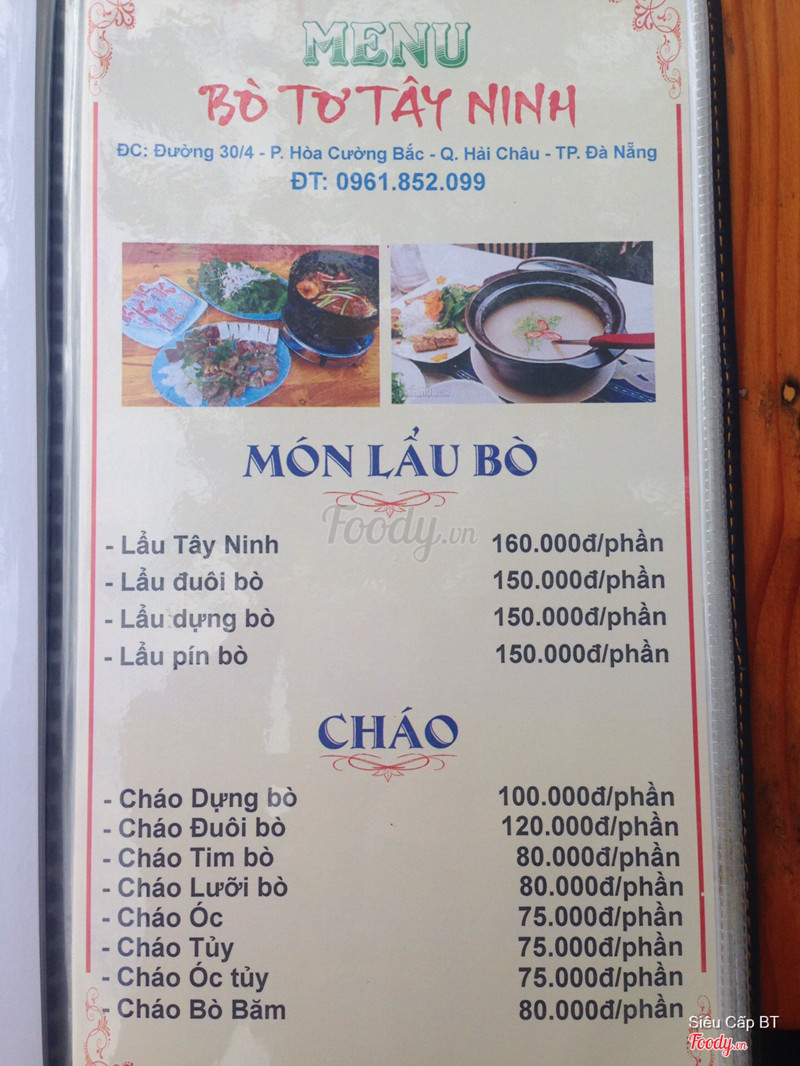 MENU
BÒ TƠ TÂY NINH
ĐC: Đường 30/4 - P. Hòa Cường Bắc - Q. Hải Châu - TP. Đà Nẵng
ĐT: 0961.852.099
MÓN LẨU BÒ
Foody.vn
- Lẩu Tây Ninh 160.000đ/phần
- Lẩu đuôi bò 150.000đ/phần
- Lẩu dựng bò 150.000đ/phần
- Lẩu pín bò 150.000đ/phần
CHÁO
- Cháo Dựng bò 100.000đ/phần
- Cháo Đuôi bò 120.000đ/phần
- Cháo Tim bò 80.000đ/phần
- Cháo Lưỡi bò 80.000đ/phần
- Cháo Óc 75.000đ/phần
- Cháo Tủy 75.000đ/phần
- Cháo Óc tủy 75.000đ/phần
- Cháo Bò Băm 80.000đ/phần
Siêu Cấp BT
Foody.vn